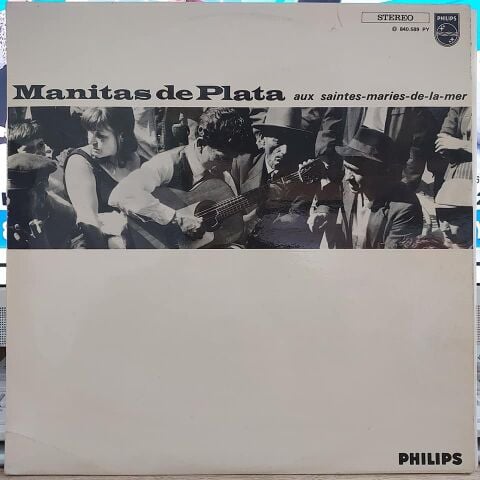 STEREO
PHILIPS
840.589 PY
Manitas de Plata aux saintes-maries-de-la-mer
PHILIPS